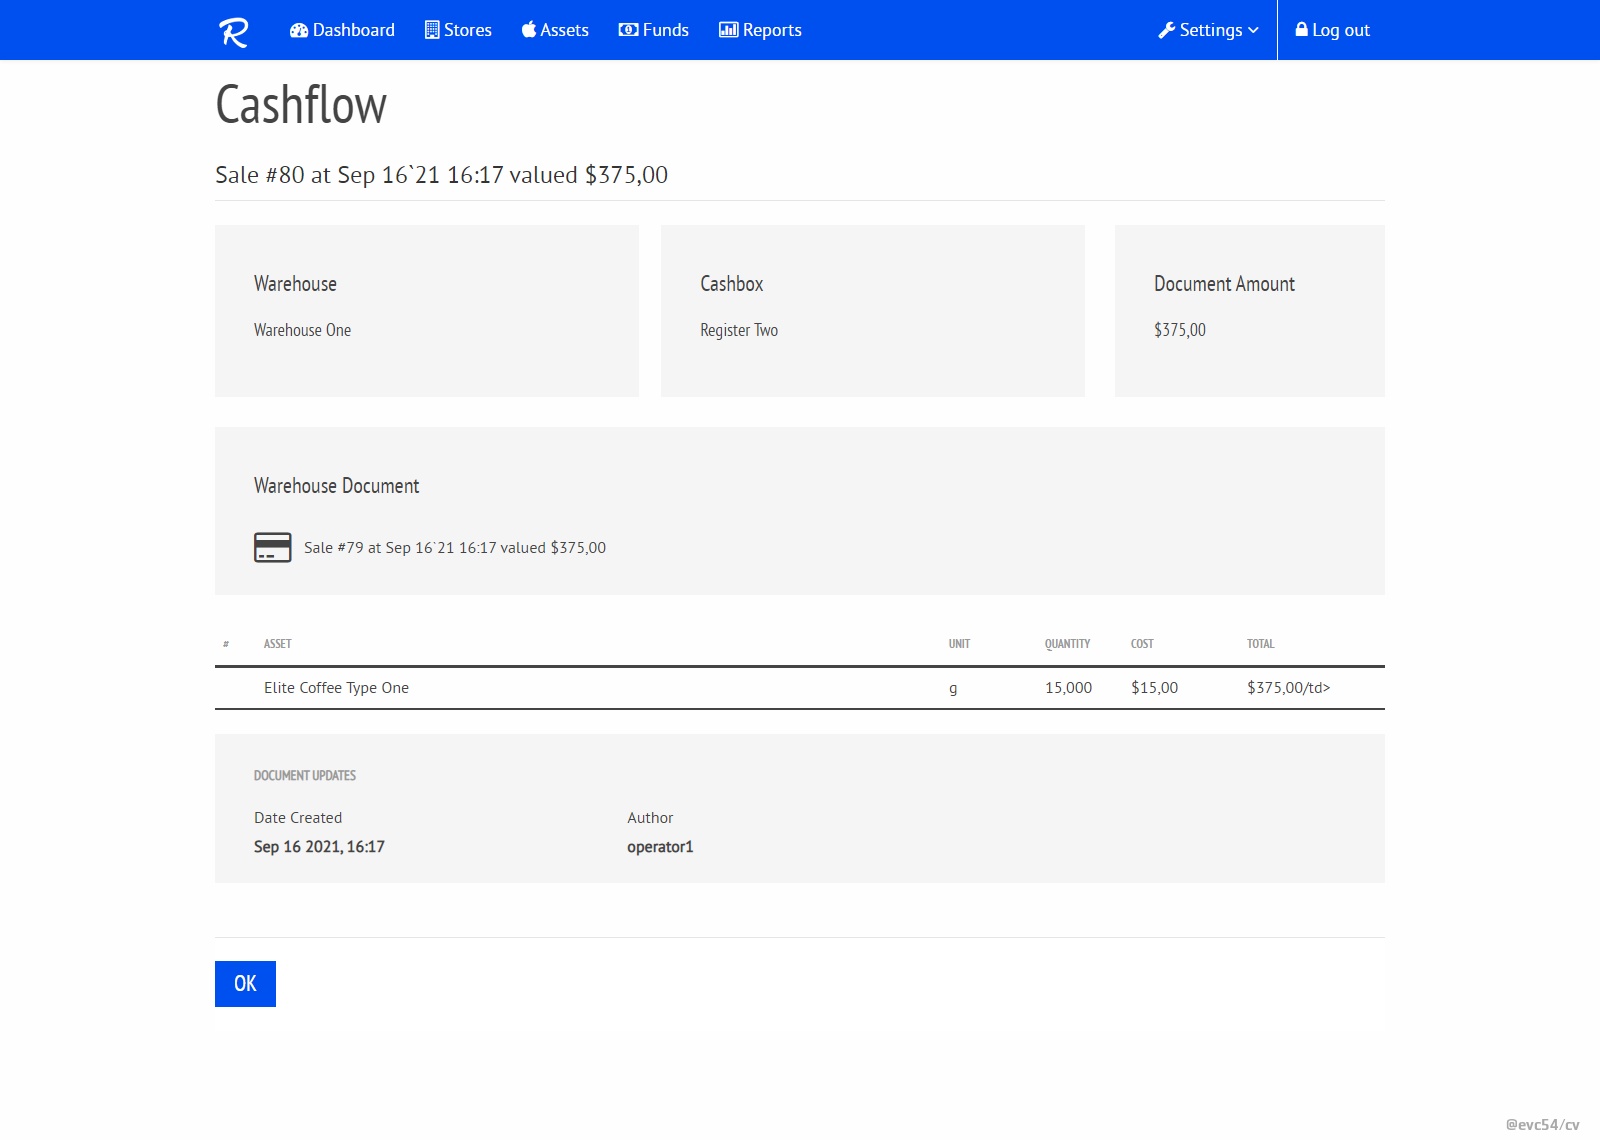 R Dashboard Stores Assets Funds Reports Settings Log out
Cashflow
Sale #80 at Sep 16`21 16:17 valued $375,00
Warehouse Cashbox Document Amount
Warehouse One Register Two $375,00
Warehouse Document
Sale #79 at Sep 16`21 16:17 valued $375,00
# ASSET UNIT QUANTITY COST TOTAL
Elite Coffee Type One g 15,000 $15,00 $375,00/td>
DOCUMENT UPDATES
Date Created Author
Sep 16 2021, 16:17 operator1
OK
@evc54/cv